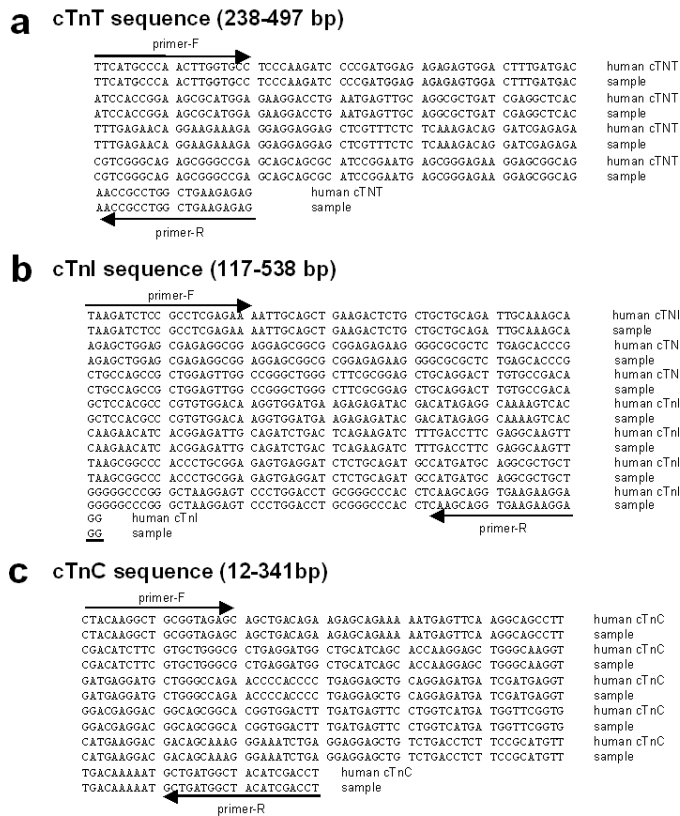 a cTnT sequence (238-497 bp)
primer-F
TTCATGCCCA ACTTGGTGCC TCCCAAGATC CCCGATGGAG AGAGAGTGGA CTTTGATGAC human cTNT
TTCATGCCCA ACTTGGTGCC TCCCAAGATC CCCGATGGAG AGAGAGTGGA CTTTGATGAC sample
ATCCACCGGA AGCGCATGGA GAAGGACCTG AATGAGTTGC AGGCGCTGAT CGAGGCTCAC human cTNT
ATCCACCGGA AGCGCATGGA GAAGGACCTG AATGAGTTGC AGGCGCTGAT CGAGGCTCAC sample
TTTGAGAACA GGAAGAAAGA GGAGGAGGAG CTCGTTTCTC TCAAAGACAG GATCGAGAGA human cTNT
TTTGAGAACA GGAAGAAAGA GGAGGAGGAG CTCGTTTCTC TCAAAGACAG GATCGAGAGA sample
CGTCGGGCAG AGCGGGCCGA GCAGCAGCGC ATCCGGAATG AGCGGGAGAA GGAGCGGCAG human cTNT
CGTCGGGCAG AGCGGGCCGA GCAGCAGCGC ATCCGGAATG AGCGGGAGAA GGAGCGGCAG sample
AACCGCCTGG CTGAAGAGAG human cTNT
AACCGCCTGG CTGAAGAGAG sample
primer-R
b cTnI sequence (117-538 bp)
primer-F
TAAGATCTCC GCCTCGAGAA AATTGCAGCT GAAGACTCTG CTGCTGCAGA TTGCAAAGCA human cTNI
TAAGATCTCC GCCTCGAGAA AATTGCAGCT GAAGACTCTG CTGCTGCAGA TTGCAAAGCA sample
AGAGCTGGAG CGAGAGGCGG AGGAGCGGCG CGGAGAGAAG GGGCGCGCTC TGAGCACCCG human cTNI
AGAGCTGGAG CGAGAGGCGG AGGAGCGGCG CGGAGAGAAG GGGCGCGCTC TGAGCACCCG sample
CTGCCAGCCG CTGGAGTTGG CCGGGCTGGG CTTCGCGGAG CTGCAGGACT TGTGCCGACA human cTNI
CTGCCAGCCG CTGGAGTTGG CCGGGCTGGG CTTCGCGGAG CTGCAGGACT TGTGCCGACA sample
GCTCCACGCC CGTGTGGACA AGGTGGATGA AGAGAGATAC GACATAGAGG CAAAAGTCAC human cTnI
GCTCCACGCC CGTGTGGACA AGGTGGATGA AGAGAGATAC GACATAGAGG CAAAAGTCAC sample
CAAGAACATC ACGGAGATTG CAGATCTGAC TCAGAAGATC TTTGACCTTC GAGGCAAGTT human cTnI
CAAGAACATC ACGGAGATTG CAGATCTGAC TCAGAAGATC TTTGACCTTC GAGGCAAGTT sample
TAAGCGGCCC ACCCTGCGGA GAGTGAGGAT CTCTGCAGAT GCCATGATGC AGGCGCTGCT human cTnI
TAAGCGGCCC ACCCTGCGGA GAGTGAGGAT CTCTGCAGAT GCCATGATGC AGGCGCTGCT sample
GGGGGCCCGG GCTAAGGAGT CCCTGGACCT GCGGGCCCAC CTCAAGCAGG TGAAGAAGGA human cTnI
GGGGGCCCGG GCTAAGGAGT CCCTGGACCT GCGGGCCCAC CTCAAGCAGG TGAAGAAGGA sample
GG human cTnI
GG sample
primer-R
c cTnC sequence (12-341bp)
primer-F
CTACAAGGCT GCGGTAGAGC AGCTGACAGA AGAGCAGAAA AATGAGTTCA AGGCAGCCTT human cTnC
CTACAAGGCT GCGGTAGAGC AGCTGACAGA AGAGCAGAAA AATGAGTTCA AGGCAGCCTT sample
CGACATCTTC GTGCTGGGCG CTGAGGATGG CTGCATCAGC ACCAAGGAGC TGGGCAAGGT human cTnC
CGACATCTTC GTGCTGGGCG CTGAGGATGG CTGCATCAGC ACCAAGGAGC TGGGCAAGGT sample
GATGAGGATG CTGGGCCAGA ACCCCACCCC TGAGGAGCTG CAGGAGATGA TCGATGAGGT human cTnC
GATGAGGATG CTGGGCCAGA ACCCCACCCC TGAGGAGCTG CAGGAGATGA TCGATGAGGT sample
GGACGAGGAC GGCAGCGGCA CGGTGGACTT TGATGAGTTC CTGGTCATGA TGGTTCGGTG human cTnC
GGACGAGGAC GGCAGCGGCA CGGTGGACTT TGATGAGTTC CTGGTCATGA TGGTTCGGTG sample
CATGAAGGAC GACAGCAAAG GGAAATCTGA GGAGGAGCTG TCTGACCTCT TCCGCATGTT human cTnC
CATGAAGGAC GACAGCAAAG GGAAATCTGA GGAGGAGCTG TCTGACCTCT TCCGCATGTT sample
TGACAAAAAT GCTGATGGCT ACATCGACCT human cTnC
TGACAAAAAT GCTGATGGCT ACATCGACCT sample
primer-R